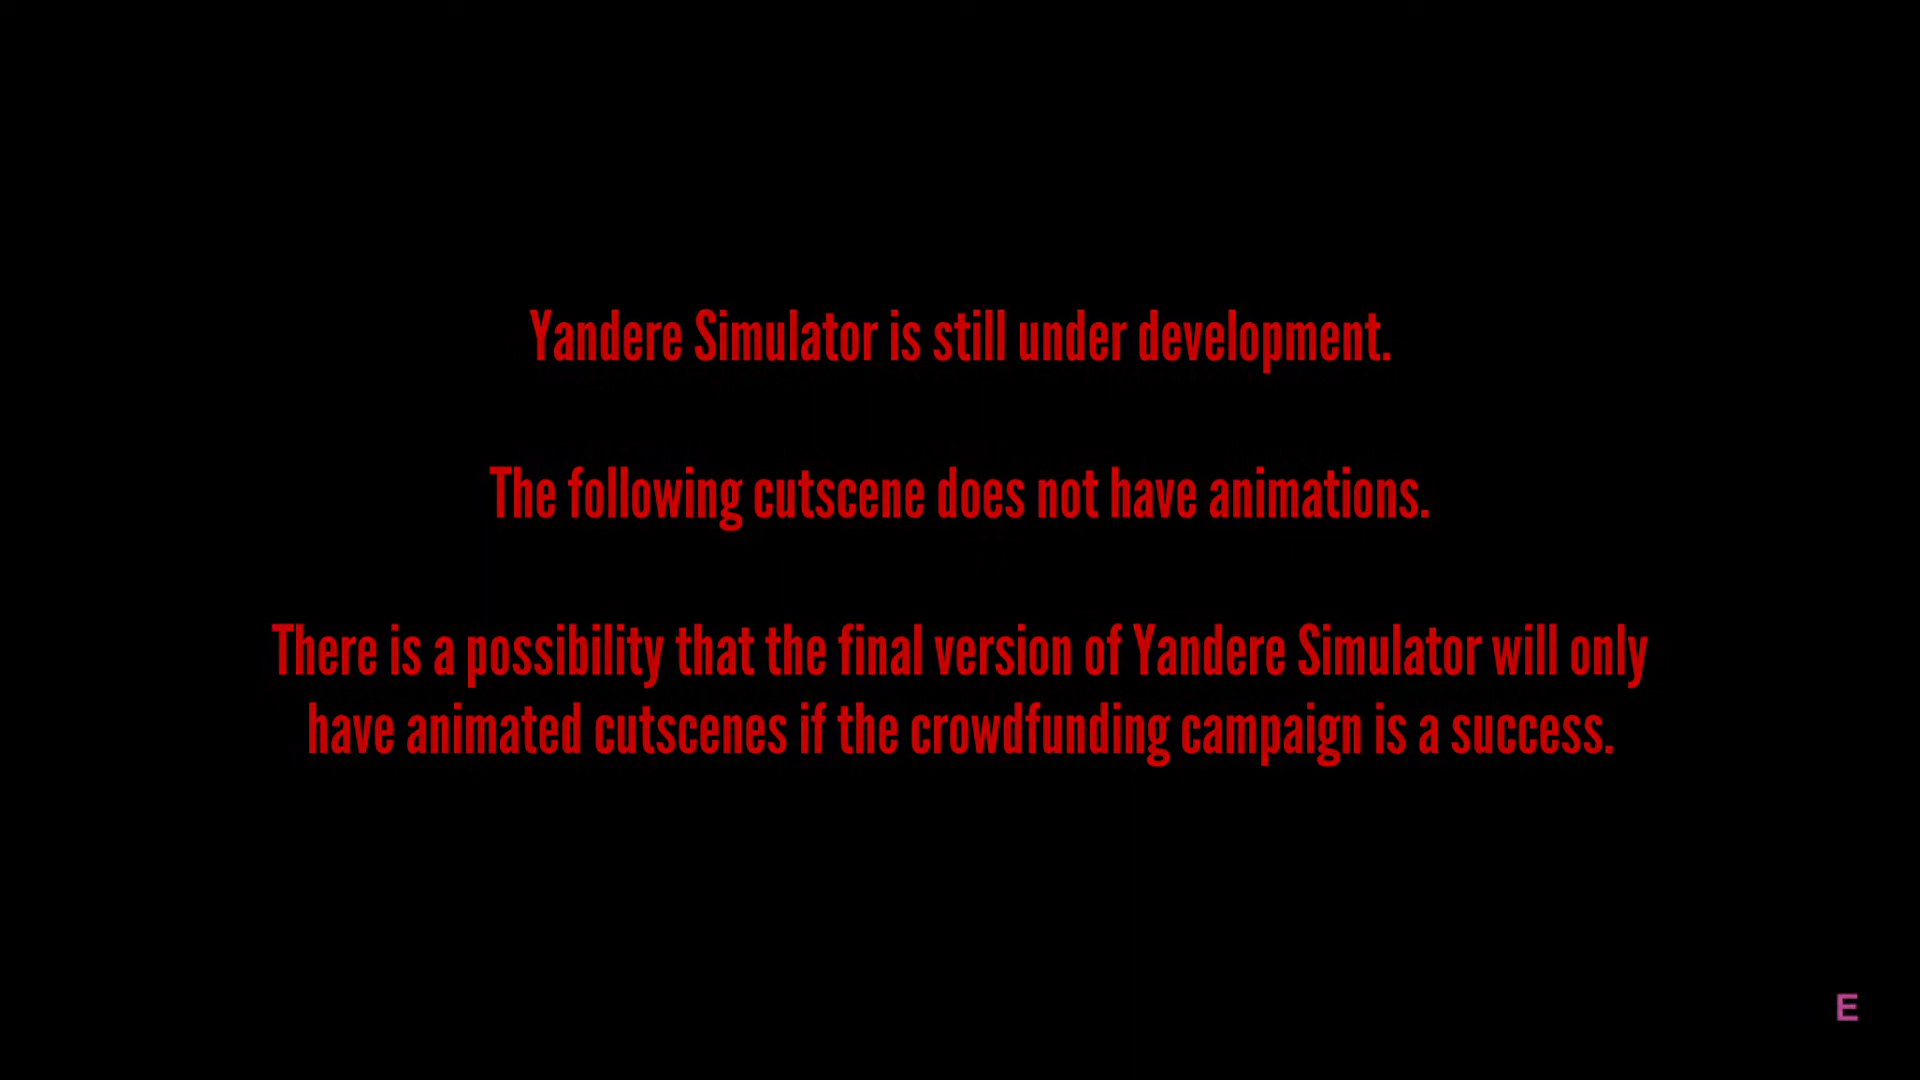 Yandere Simulator is still under development.
The following cutscene does not have animations.
There is a possibility that the final version of Yandere Simulator will only
have animated cutscenes if the crowdfunding campaign is a success.
E